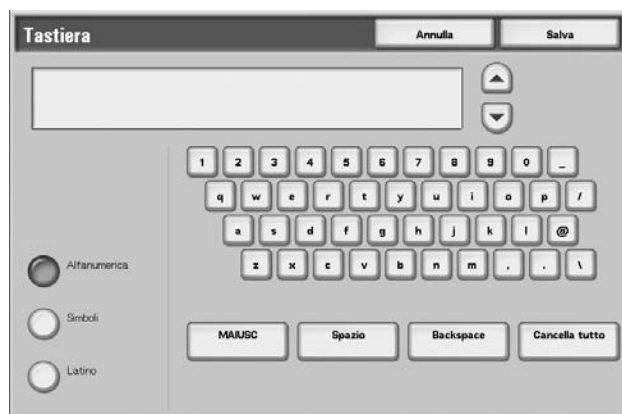 Tastiera Annulla Salva
1 2 3 4 5 6 7 8 9 0 _
q w e r t y u i o p /
a s d f g h j k l @
z x c v b n m , . \
Alfanumerica
Simboli
Latino
MAIUSC Spazio Backspace Cancella tutto